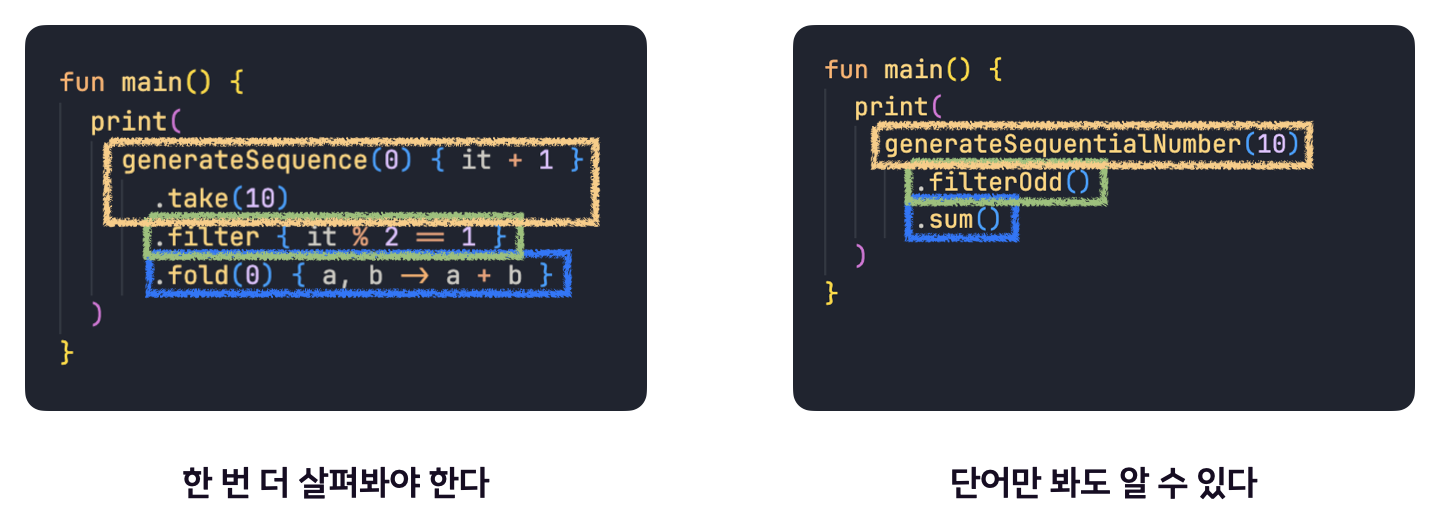 fun main() {
print(
generateSequence(0) { it + 1 }
.take(10)
.filter { it % 2 == 1 }
.fold(0) { a, b -> a + b }
)
}
한 번 더 살펴봐야 한다
fun main() {
print(
generateSequentialNumber(10)
.filterOdd()
.sum()
)
}
단어만 봐도 알 수 있다